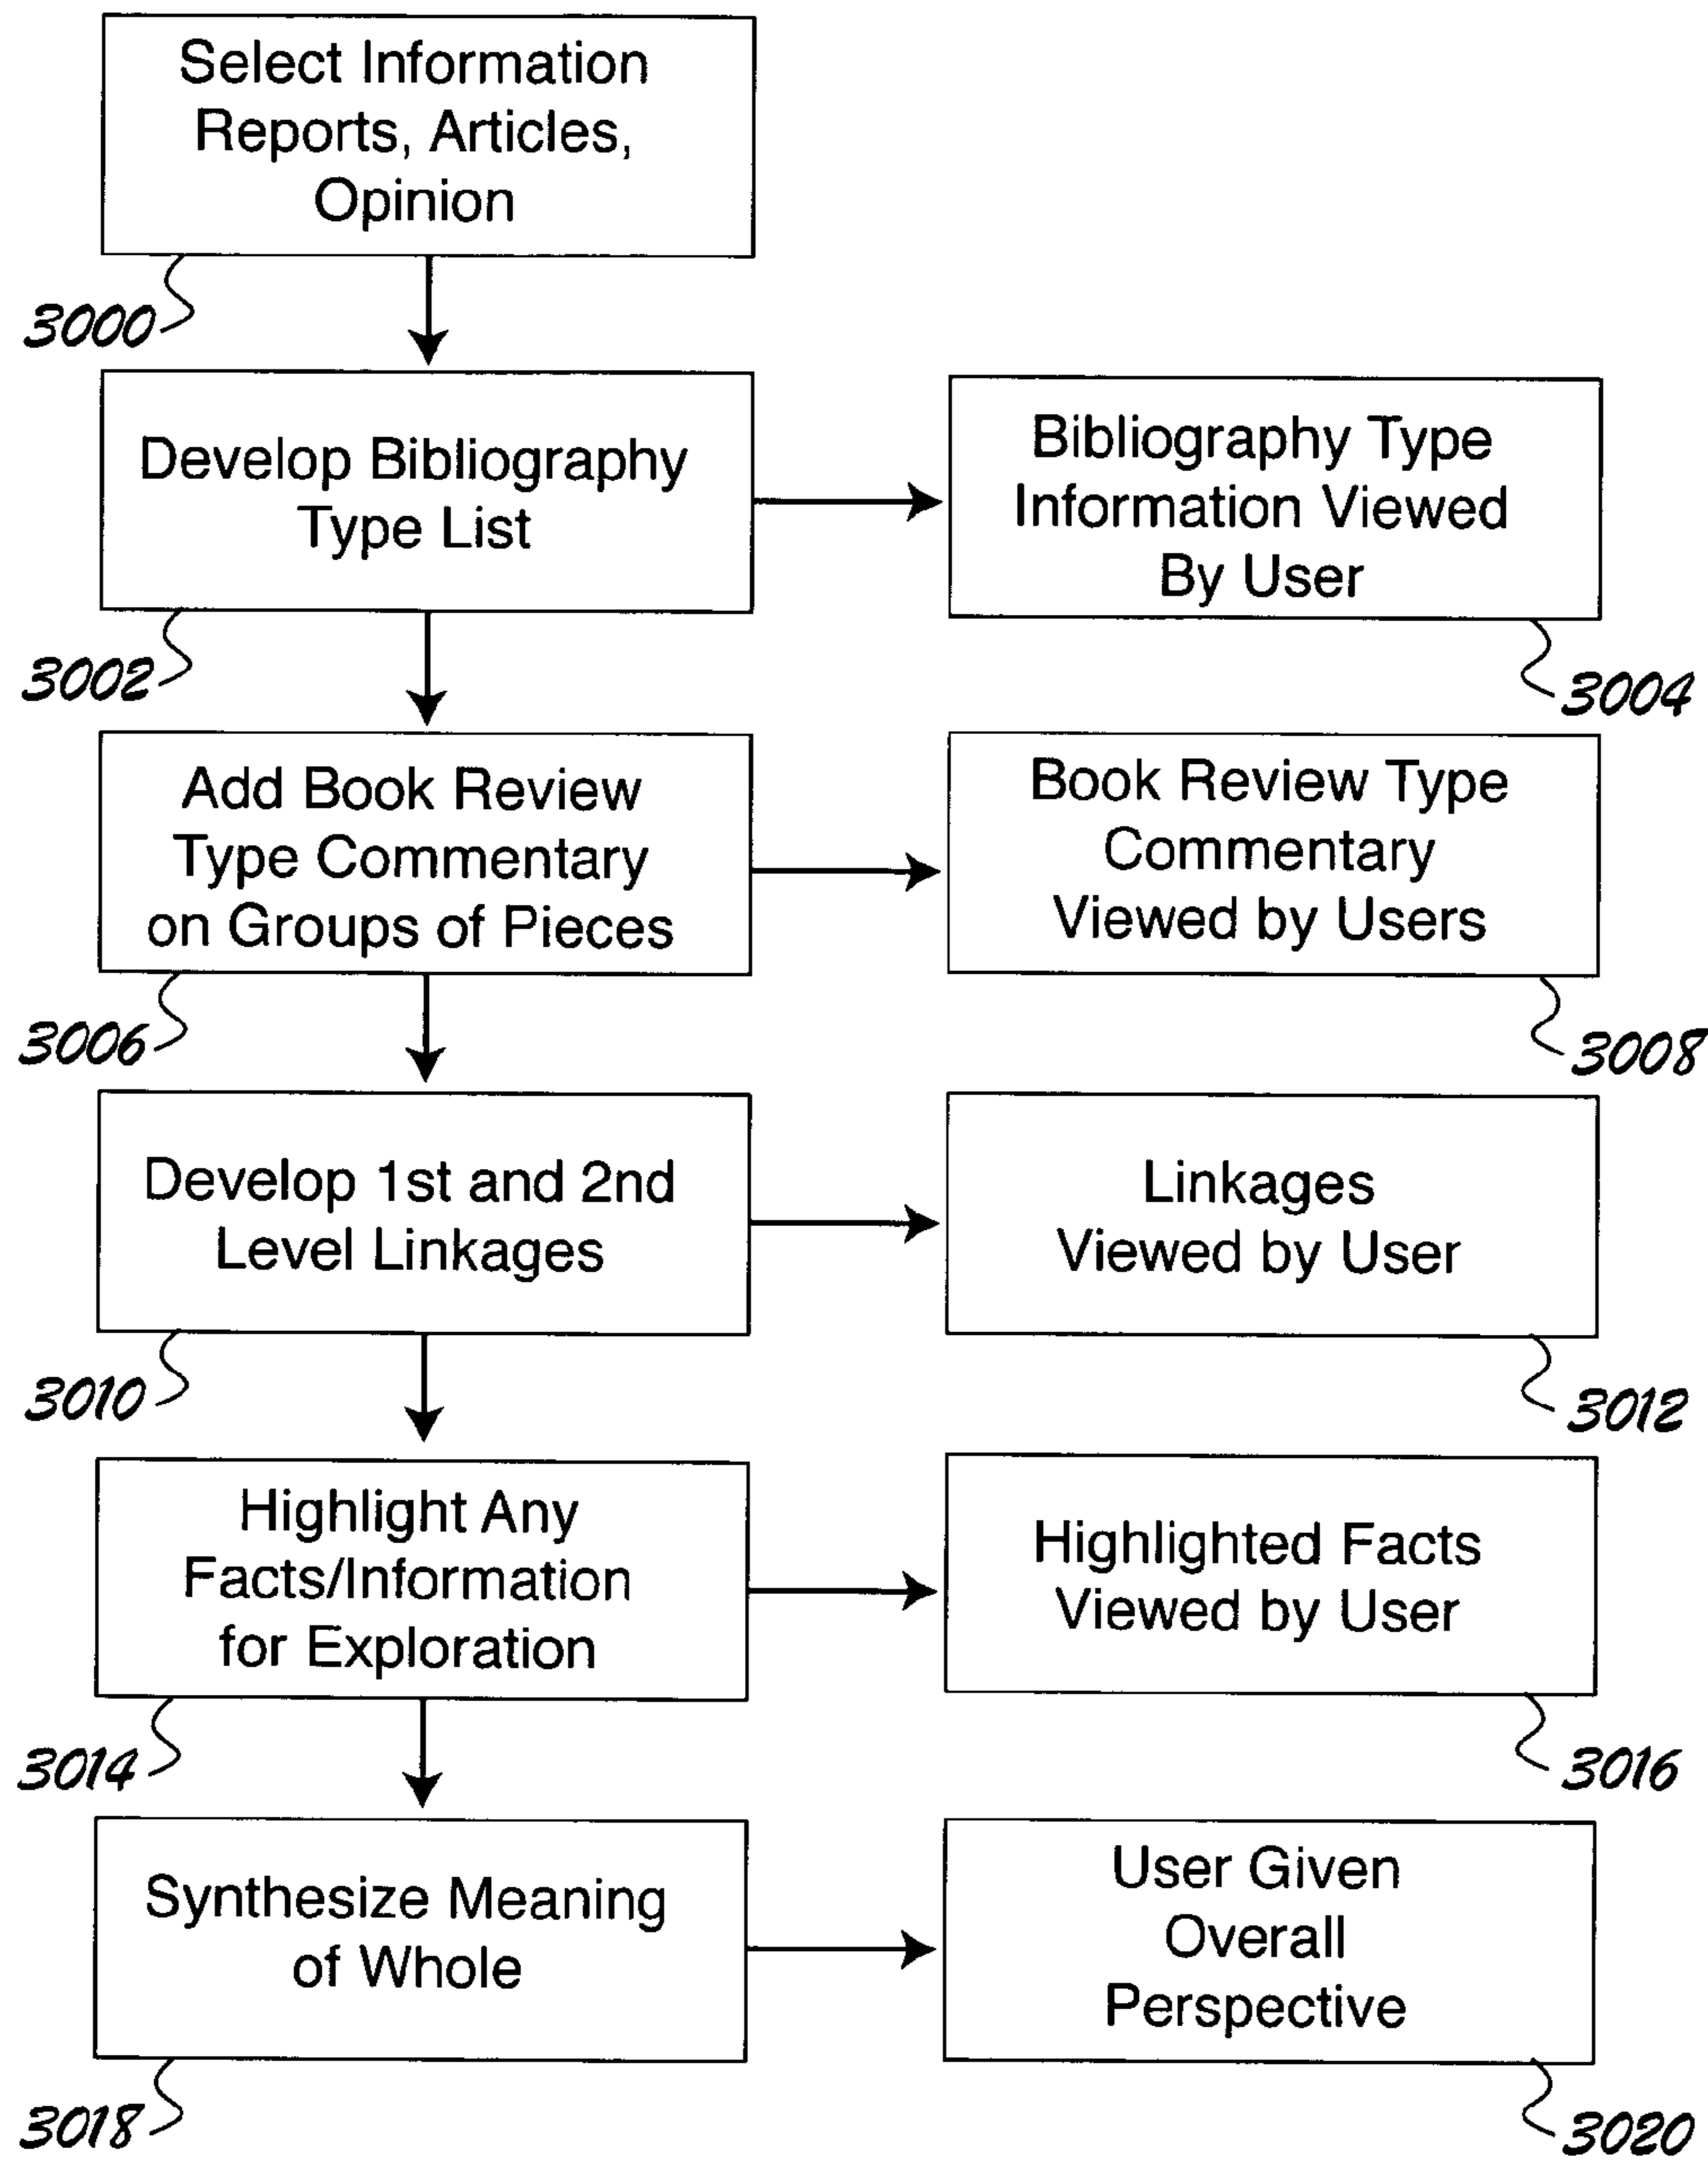 Select Information
Reports, Articles,
Opinion
3000
Develop Bibliography
Type List
3002
Bibliography Type
Information Viewed
By User
3004
Add Book Review
Type Commentary
on Groups of Pieces
3006
Book Review Type
Commentary
Viewed by Users
3008
Develop 1st and 2nd
Level Linkages
3010
Linkages
Viewed by User
3012
Highlight Any
Facts/Information
for Exploration
3014
Highlighted Facts
Viewed by User
3016
Synthesize Meaning
of Whole
3018
User Given
Overall
Perspective
3020